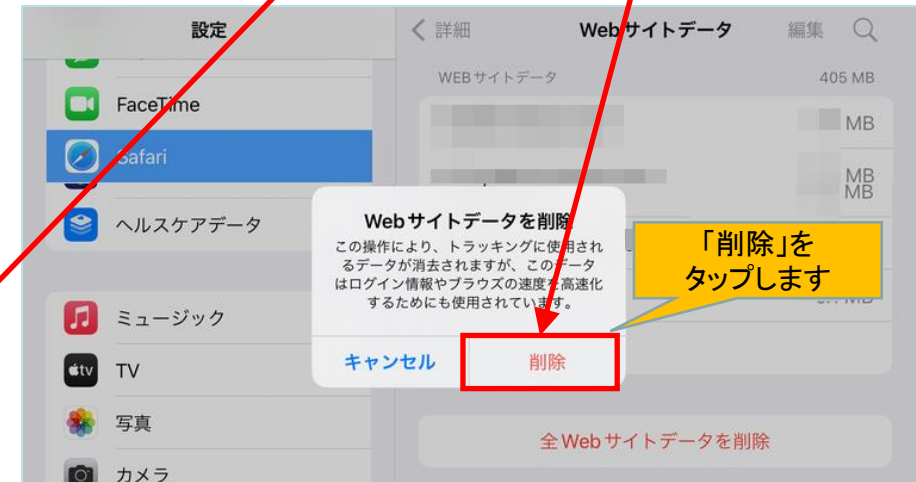 設定
詳細
Webサイトデータ
編集
WEBサイトデータ
405 MB
FaceTime
MB
Safari
MB
MB
ヘルスケアデータ
Webサイトデータを削除
この操作により、トラッキングに使用され
るデータが消去されますが、このデータ
はログイン情報やブラウズの速度を高速化
するためにも使用されています。
「削除」を
タップします
キャンセル
削除
ミュージック
tv
TV
写真
全Webサイトデータを削除
カメラ